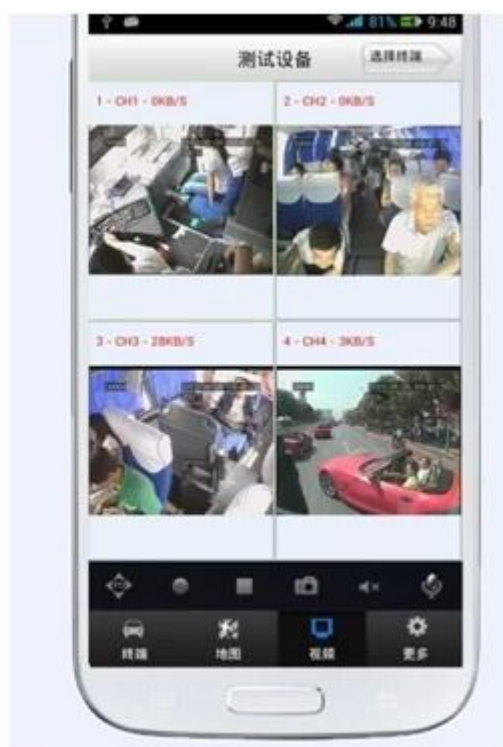 81% 9:48
测试设备 选择终端
1 - CH1 - 0KB/S 2 - CH2 - 0KB/S
3 - CH3 - 28KB/S 4 - CH4 - 3KB/S
终端 地图 视频 更多